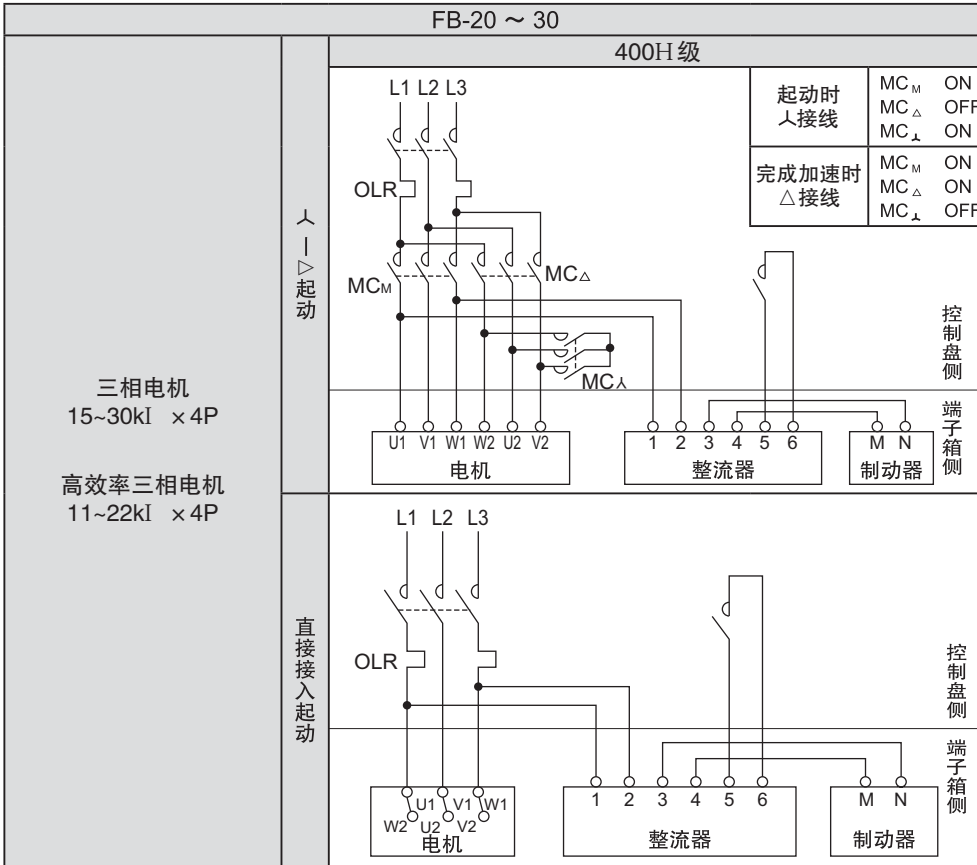 FB-20 ～ 30
400H 级
三相电机
15~30kI ×4P
高效率三相电机
11~22kI ×4P
人
—
△
起动
L1 L2 L3
OLR
MCM
MC△
MC人
起动时
人接线
MCM ON
MC△ OFF
MC人 ON
完成加速时
△接线
MCM ON
MC△ ON
MC人 OFF
控制盘侧
端子箱侧
U1 V1 W1 W2 U2 V2
电机
1 2 3 4 5 6
整流器
M N
制动器
直接接入起动
L1 L2 L3
OLR
控制盘侧
端子箱侧
U1 V1 W1
W2 U2 V2
电机
1 2 3 4 5 6
整流器
M N
制动器